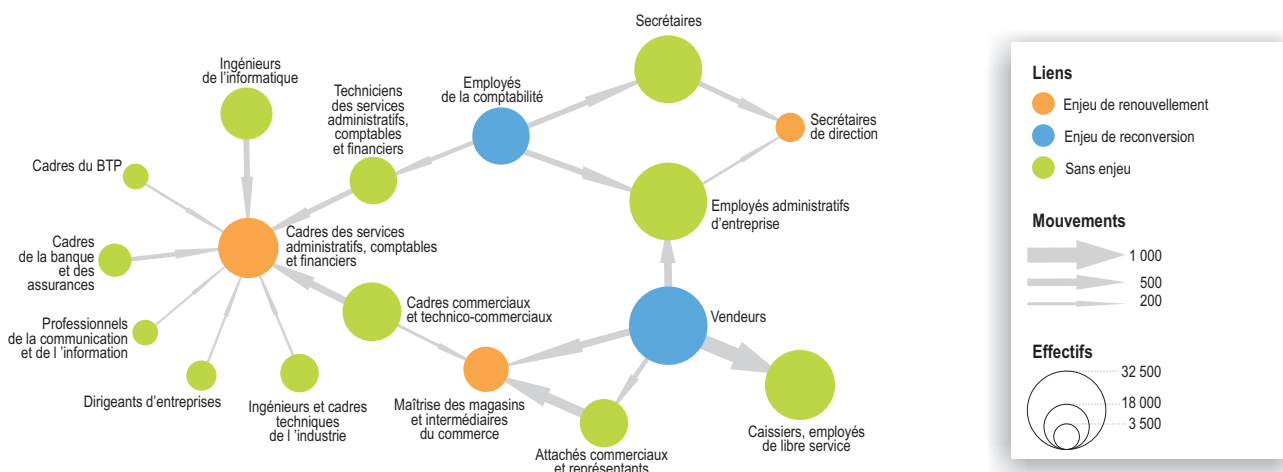 Secrétaires
Ingénieurs
de l'informatique
Techniciens
des services
administratifs,
comptables
et financiers
Employés
de la comptabilité
Secrétaires
de direction
Cadres du BTP
Employés administratifs
d'entreprise
Cadres des services
administratifs, comptables
et financiers
Cadres
de la banque
et des
assurances
Cadres commerciaux
et technico-commerciaux
Vendeurs
Professionnels
de la communication
et de l 'information
Dirigeants d'entreprises
Ingénieurs et cadres
techniques
de l 'industrie
Maîtrise des magasins
et intermédiaires
du commerce
Attachés commerciaux
et représentants
Caissiers, employés
de libre service
Liens
Enjeu de renouvellement
Enjeu de reconversion
Sans enjeu
Mouvements
1 000
500
200
Effectifs
32 500
18 000
3 500